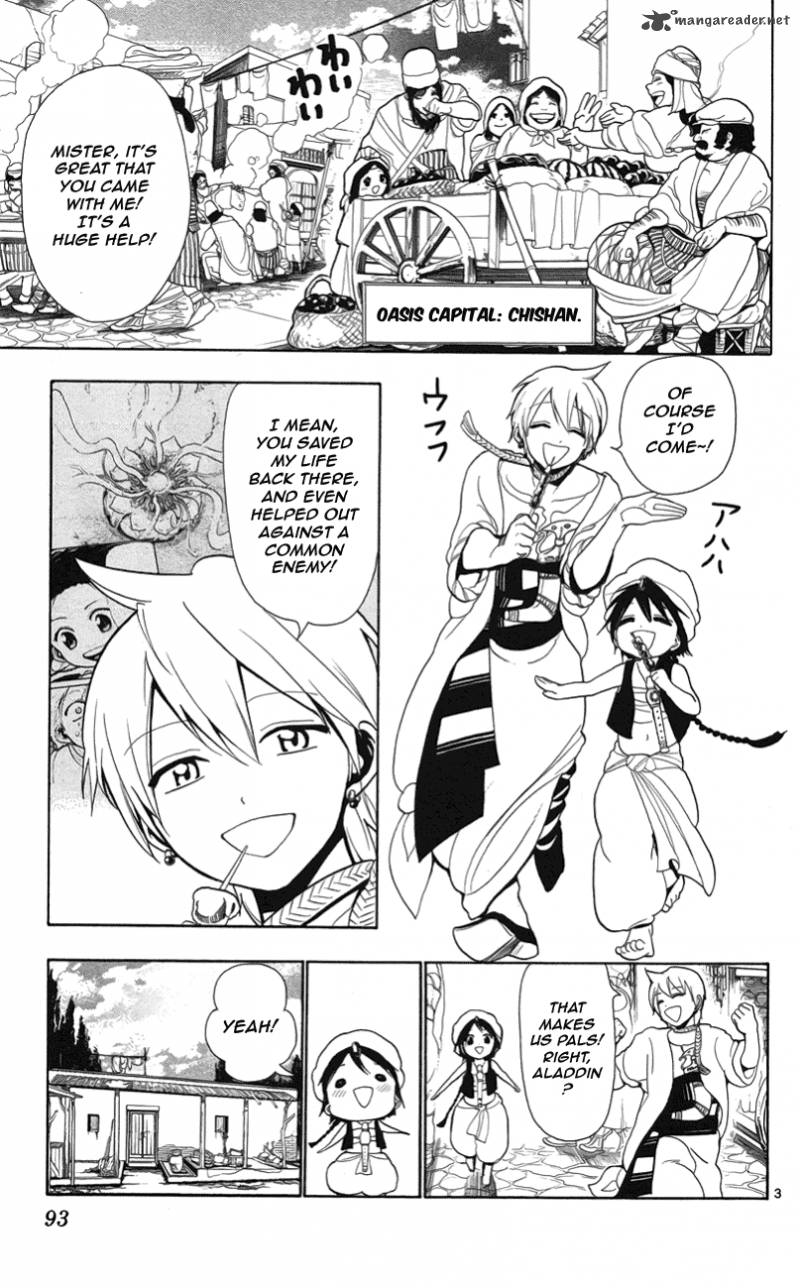 mangareader.net
わい
わい
MISTER, IT'S
GREAT THAT
YOU CAME
WITH ME!
IT'S A
HUGE HELP!
OASIS CAPITAL: CHISHAN.
OF
COURSE
I'D
COME~!
ウフフ
アハハ
I MEAN,
YOU SAVED
MY LIFE
BACK THERE,
AND EVEN
HELPED OUT
AGAINST A
COMMON
ENEMY!
THAT
MAKES
US PALS!
RIGHT,
ALADDIN
?
YEAH!
3
93